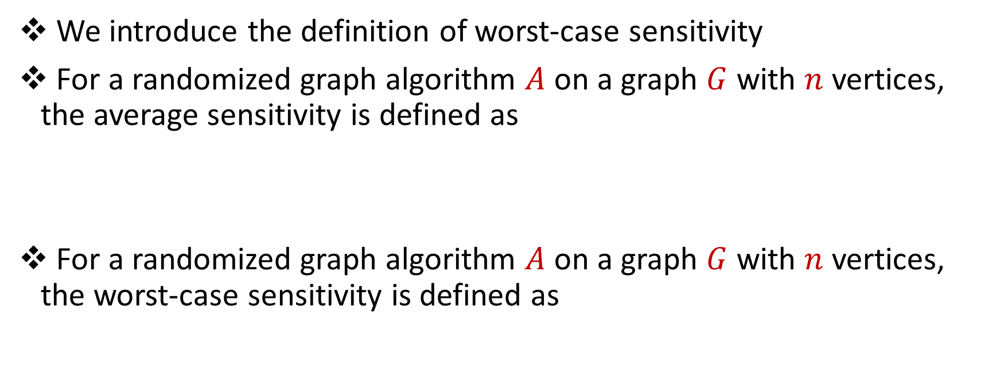 ❖ We introduce the definition of worst-case sensitivity
❖ For a randomized graph algorithm A on a graph G with n vertices,
the average sensitivity is defined as
❖ For a randomized graph algorithm A on a graph G with n vertices,
the worst-case sensitivity is defined as